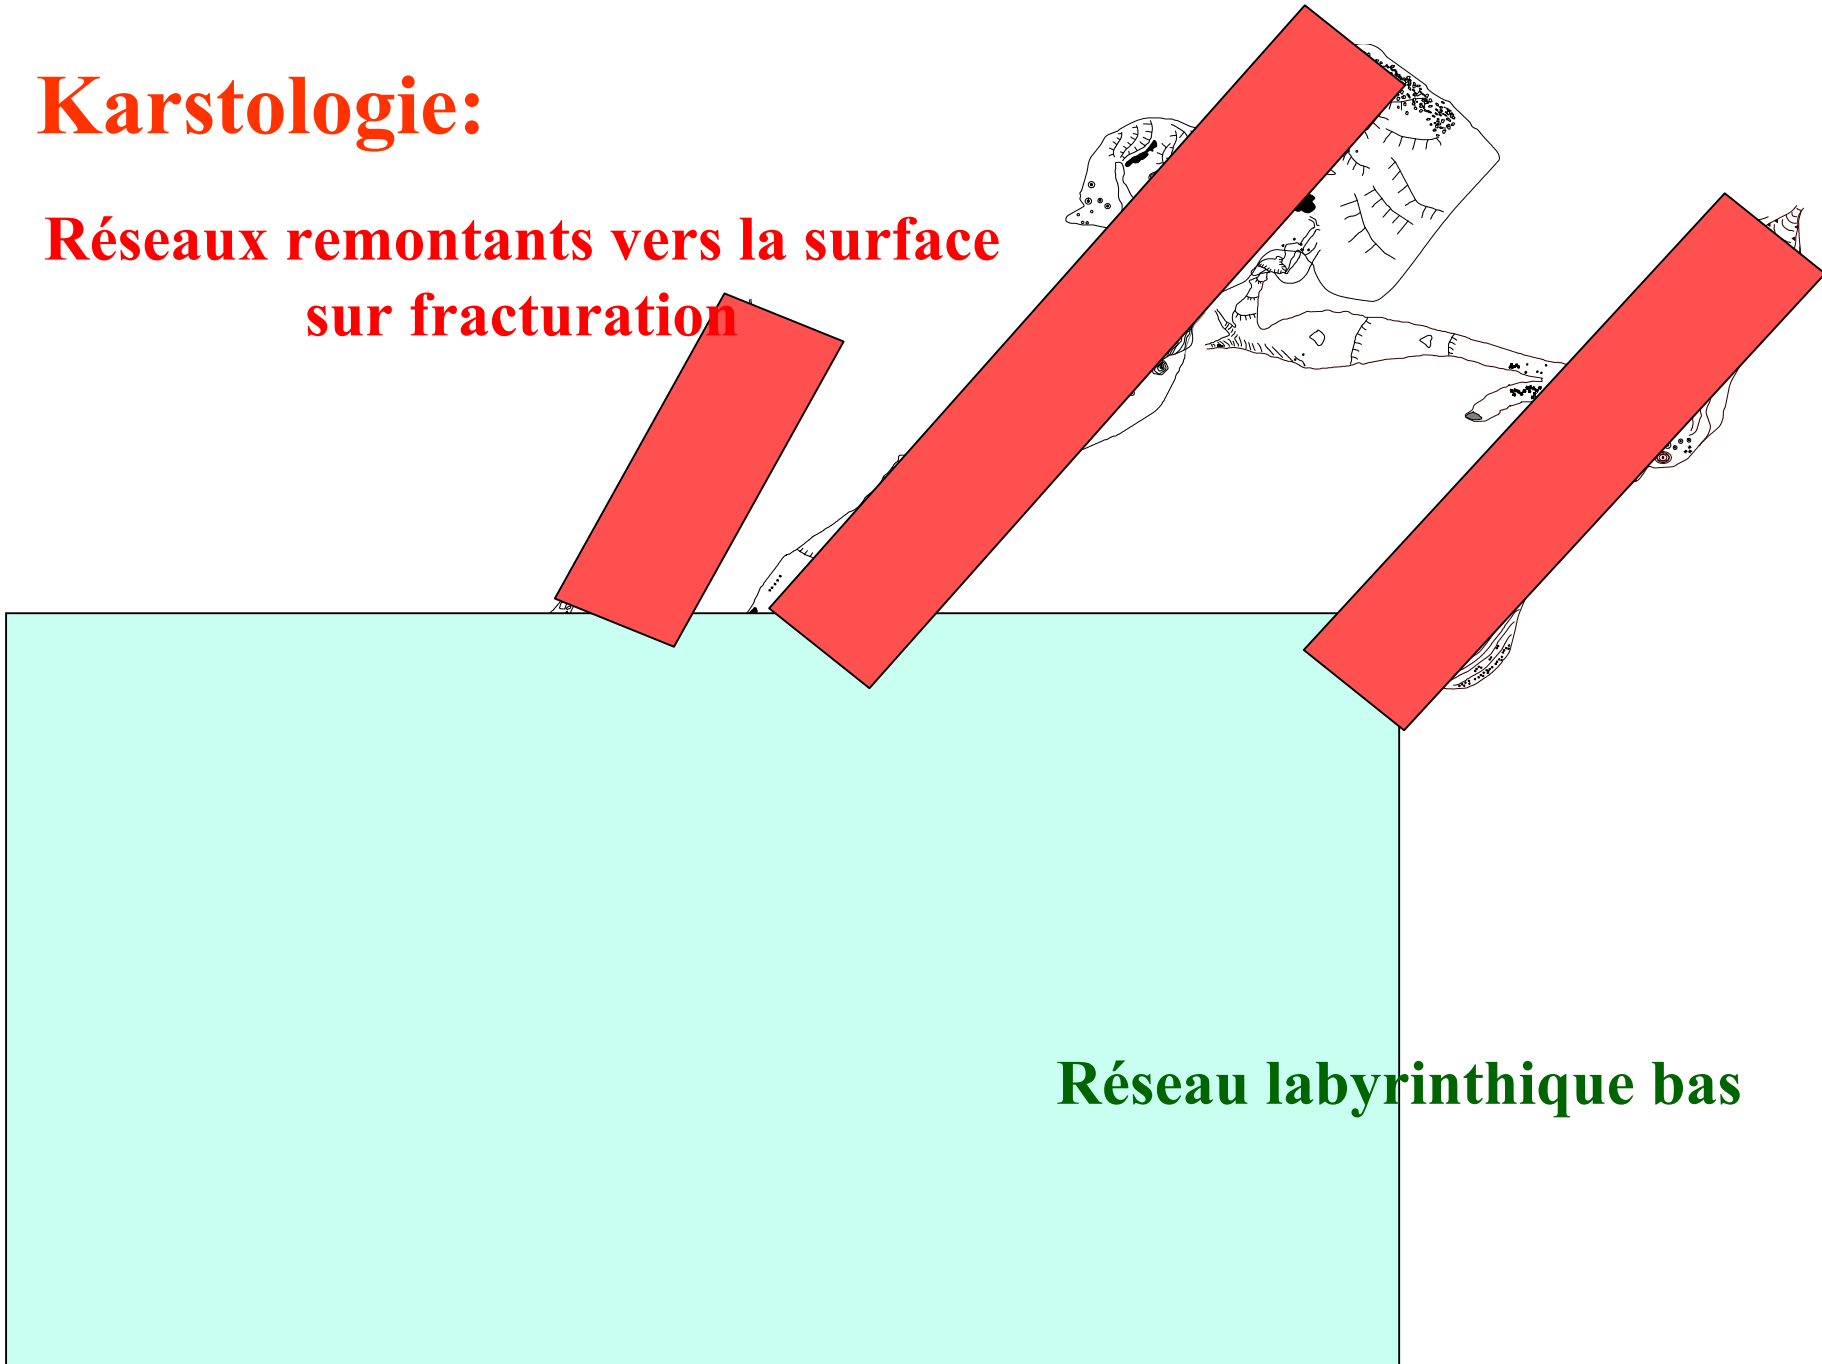 Karstologie:
Réseaux remontants vers la surface
sur fracturation
Réseau labyrinthique bas